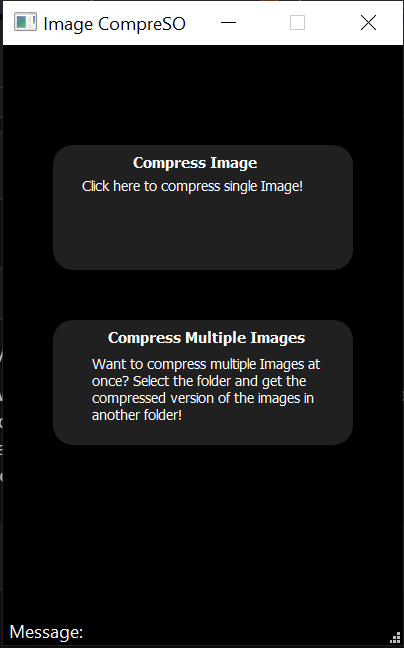 Image CompreSO
Compress Image
Click here to compress single Image!
Compress Multiple Images
Want to compress multiple Images at
once? Select the folder and get the
compressed version of the images in
another folder!
Message: